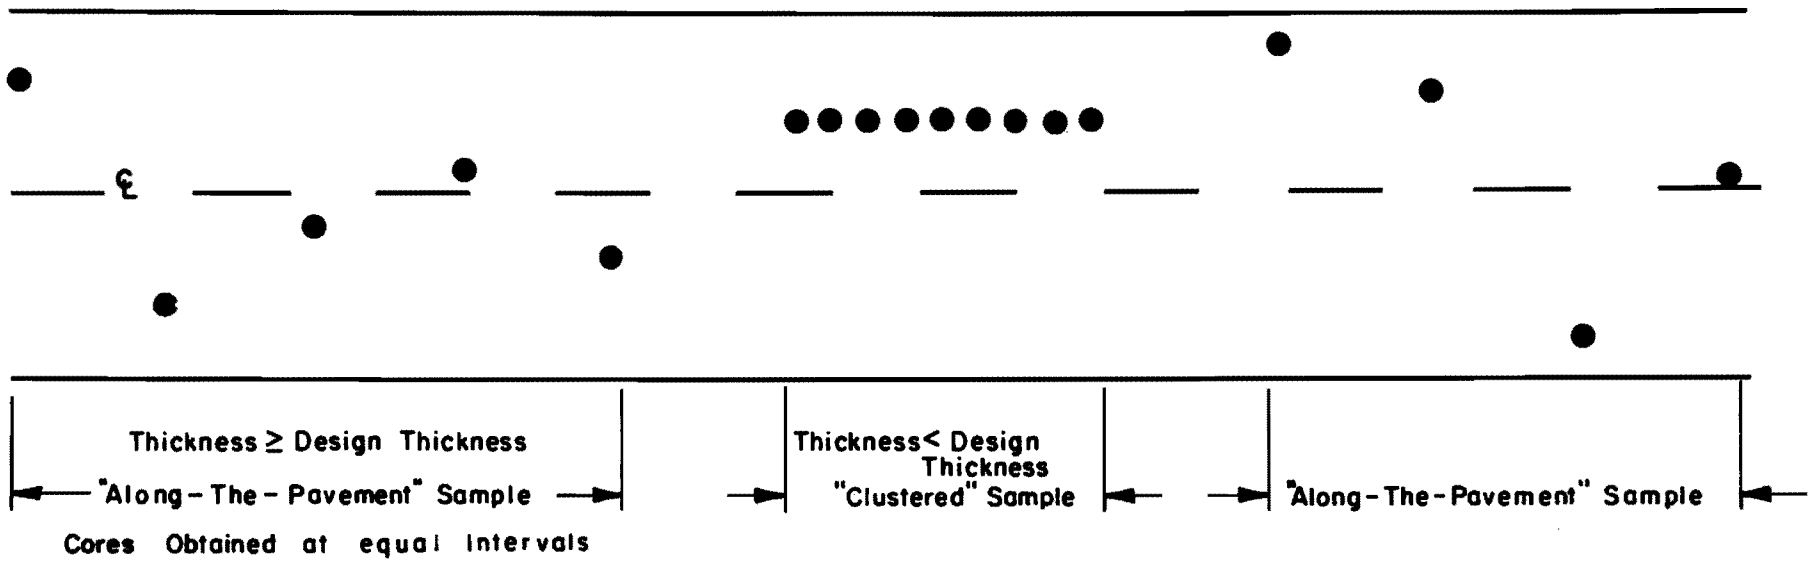 ℄
Thickness ≥ Design Thickness
"Along-The-Pavement" Sample
Cores Obtained at equal Intervals
Thickness < Design
Thickness
"Clustered" Sample
"Along-The-Pavement" Sample